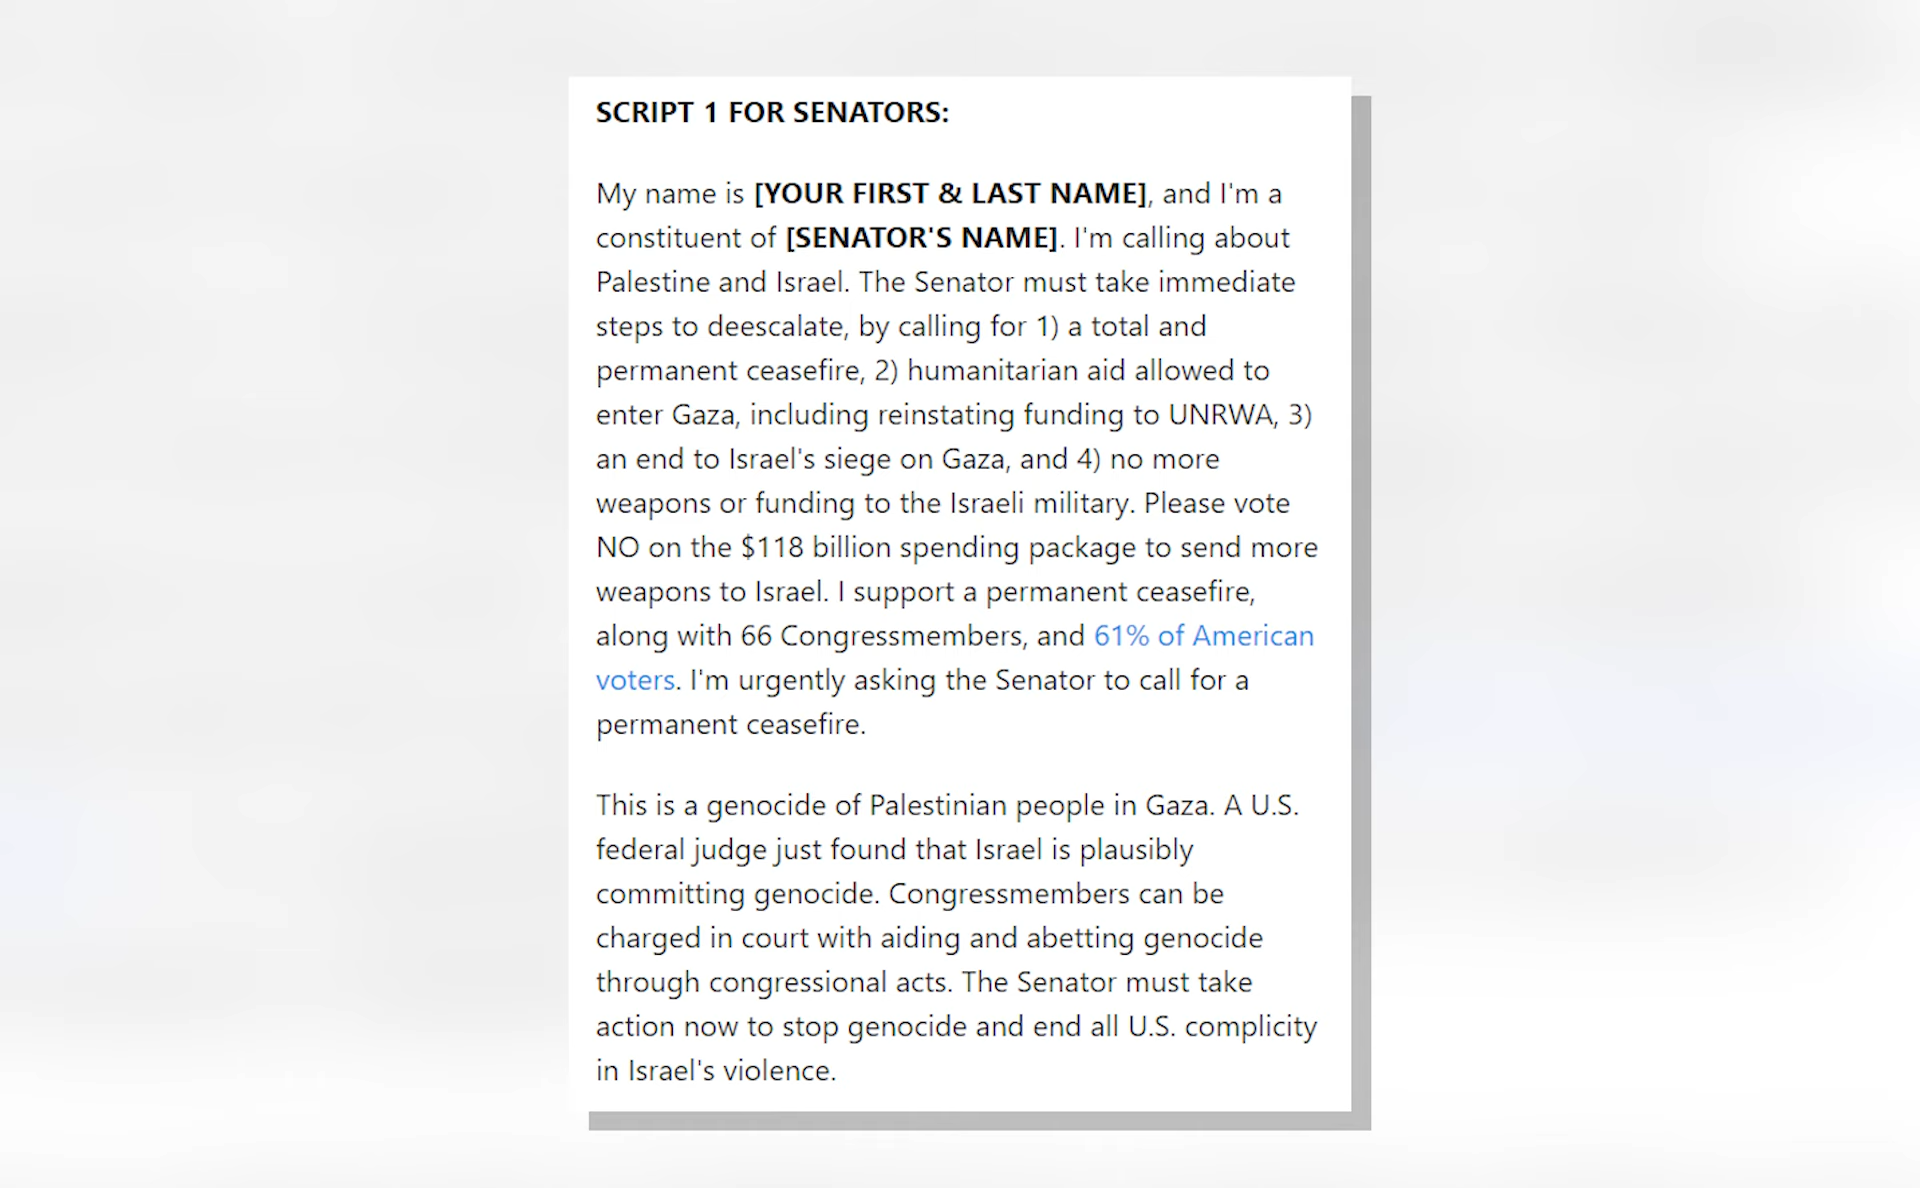 SCRIPT 1 FOR SENATORS:
My name is [YOUR FIRST & LAST NAME], and I'm a
constituent of [SENATOR'S NAME]. I'm calling about
Palestine and Israel. The Senator must take immediate
steps to deescalate, by calling for 1) a total and
permanent ceasefire, 2) humanitarian aid allowed to
enter Gaza, including reinstating funding to UNRWA, 3)
an end to Israel's siege on Gaza, and 4) no more
weapons or funding to the Israeli military. Please vote
NO on the $118 billion spending package to send more
weapons to Israel. I support a permanent ceasefire,
along with 66 Congressmembers, and 61% of American
voters. I'm urgently asking the Senator to call for a
permanent ceasefire.
This is a genocide of Palestinian people in Gaza. A U.S.
federal judge just found that Israel is plausibly
committing genocide. Congressmembers can be
charged in court with aiding and abetting genocide
through congressional acts. The Senator must take
action now to stop genocide and end all U.S. complicity
in Israel's violence.